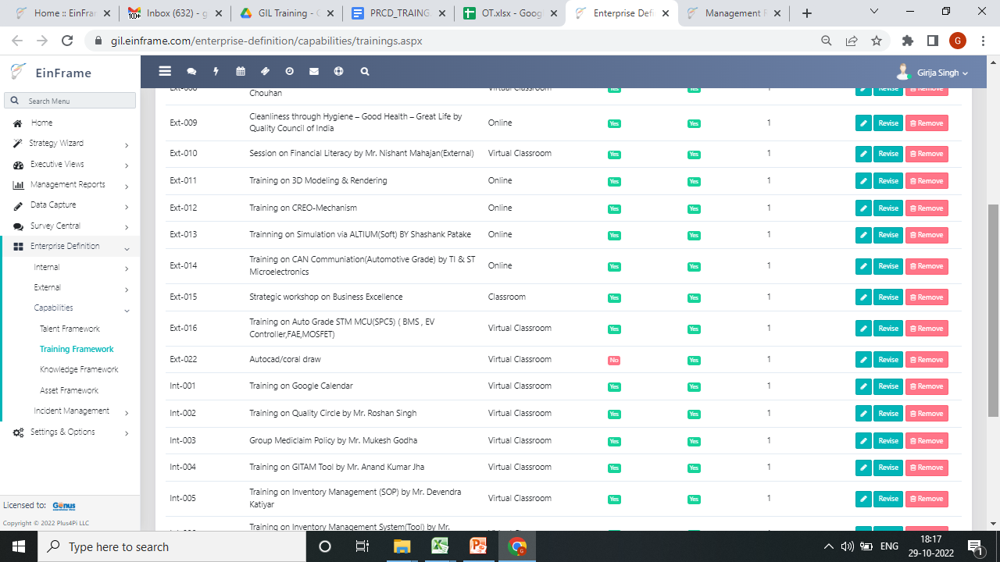 Home :: EinFram
Inbox (632) - g
GIL Training - C
PRCD_TRAING.
OT.xlsx - Goog
Enterprise Defi
Management F
gil.einframe.com/enterprise-definition/capabilities/trainings.aspx
G
EinFrame
Girija Singh
Search Menu
Home
Strategy Wizard
Executive Views
Management Reports
Data Capture
Survey Central
Enterprise Definition
Internal
External
Capabilities
Talent Framework
Training Framework
Knowledge Framework
Asset Framework
Incident Management
Settings & Options
Licensed to: Genus
Copyright © 2022 Plus4Pi LLC
Chouhan Virtual Classroom Yes Yes 1 Revise Remove
Ext-009 Cleanliness through Hygiene – Good Health – Great Life by Online Yes Yes 1 Revise Remove
Quality Council of India
Ext-010 Session on Financial Literacy by Mr. Nishant Mahajan(External) Virtual Classroom Yes Yes 1 Revise Remove
Ext-011 Training on 3D Modeling & Rendering Online Yes Yes 1 Revise Remove
Ext-012 Training on CREO-Mechanism Online Yes Yes 1 Revise Remove
Ext-013 Trainning on Simulation via ALTIUM(Soft) BY Shashank Patake Online Yes Yes 1 Revise Remove
Ext-014 Training on CAN Communiation(Automotive Grade) by TI & ST Online Yes Yes 1 Revise Remove
Microelectronics
Ext-015 Strategic workshop on Business Excellence Classroom Yes Yes 1 Revise Remove
Ext-016 Training on Auto Grade STM MCU(SPC5) ( BMS , EV Virtual Classroom Yes Yes 1 Revise Remove
Ext-022 Autocad/coral draw Virtual Classroom No Yes 1 Revise Remove
Int-001 Training on Google Calendar Virtual Classroom Yes Yes 1 Revise Remove
Int-002 Training on Quality Circle by Mr. Roshan Singh Virtual Classroom Yes Yes 1 Revise Remove
Int-003 Group Mediclaim Policy by Mr. Mukesh Godha Virtual Classroom Yes Yes 1 Revise Remove
Int-004 Training on GITAM Tool by Mr. Anand Kumar Jha Virtual Classroom Yes Yes 1 Revise Remove
Int-005 Training on Inventory Management (SOP) by Mr. Devendra Virtual Classroom Yes Yes 1 Revise Remove
Katiyar
Training on Inventory Management System(Tool) by Mr.
Type here to search
ENG
18:17
29-10-2022
1